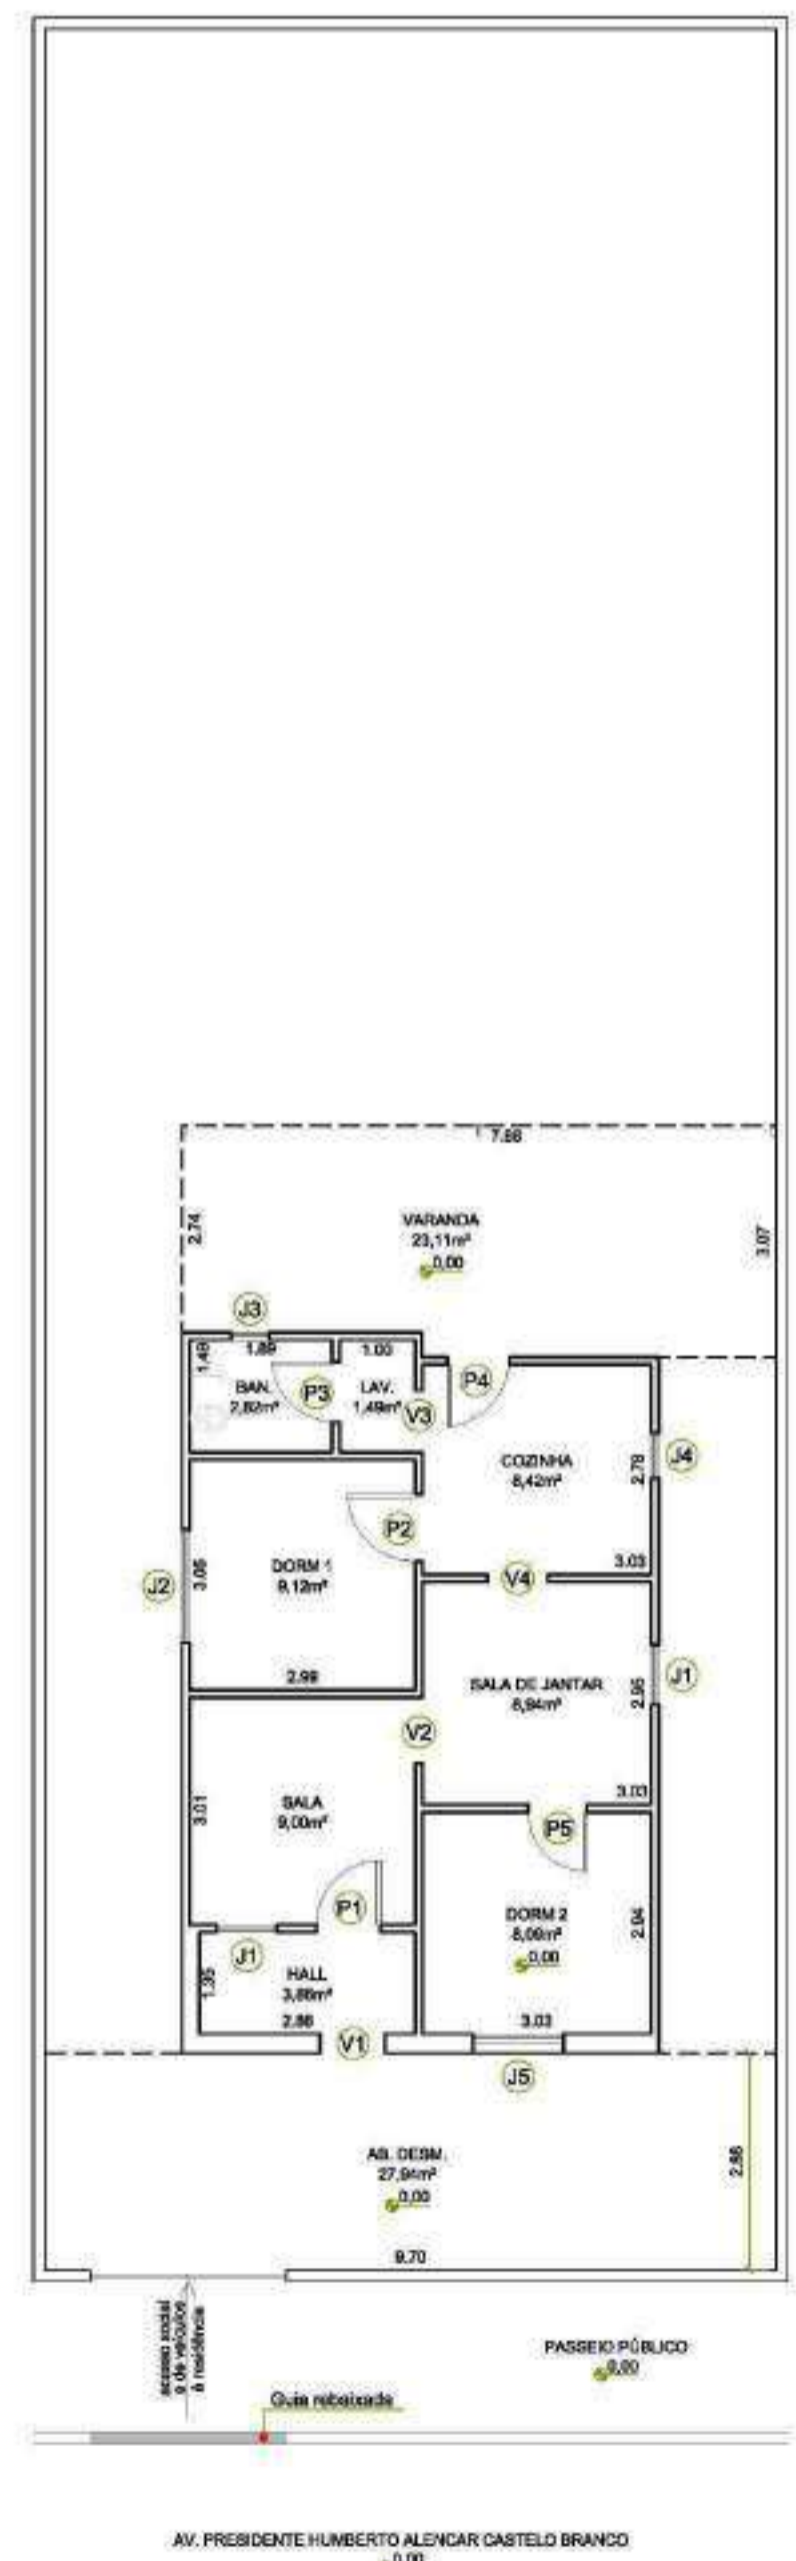 7.88
2.74
VARANDA
23,11m²
0,00
3.07
J3
1.49
1.89
1.00
BAN.
2,82m²
P3
LAV.
1,49m²
V3
P4
COZINHA
8,42m²
2.78
J4
3.03
P2
J2
3.05
DORM 1
9,12m²
2.99
V4
SALA DE JANTAR
8,94m²
2.95
J1
3.03
V2
3.01
SALA
9,00m²
P5
P1
DORM 2
2.94
0,00
3.03
J1
1.35
HALL
3,86m²
2.86
V1
J5
AB. DESM.
27,94m²
0,00
2.88
9.70
acesso social
e de veículos
à residência
PASSEIO PÚBLICO
0,00
Guia rebaixada
AV. PRESIDENTE HUMBERTO ALENCAR CASTELO BRANCO
0,00